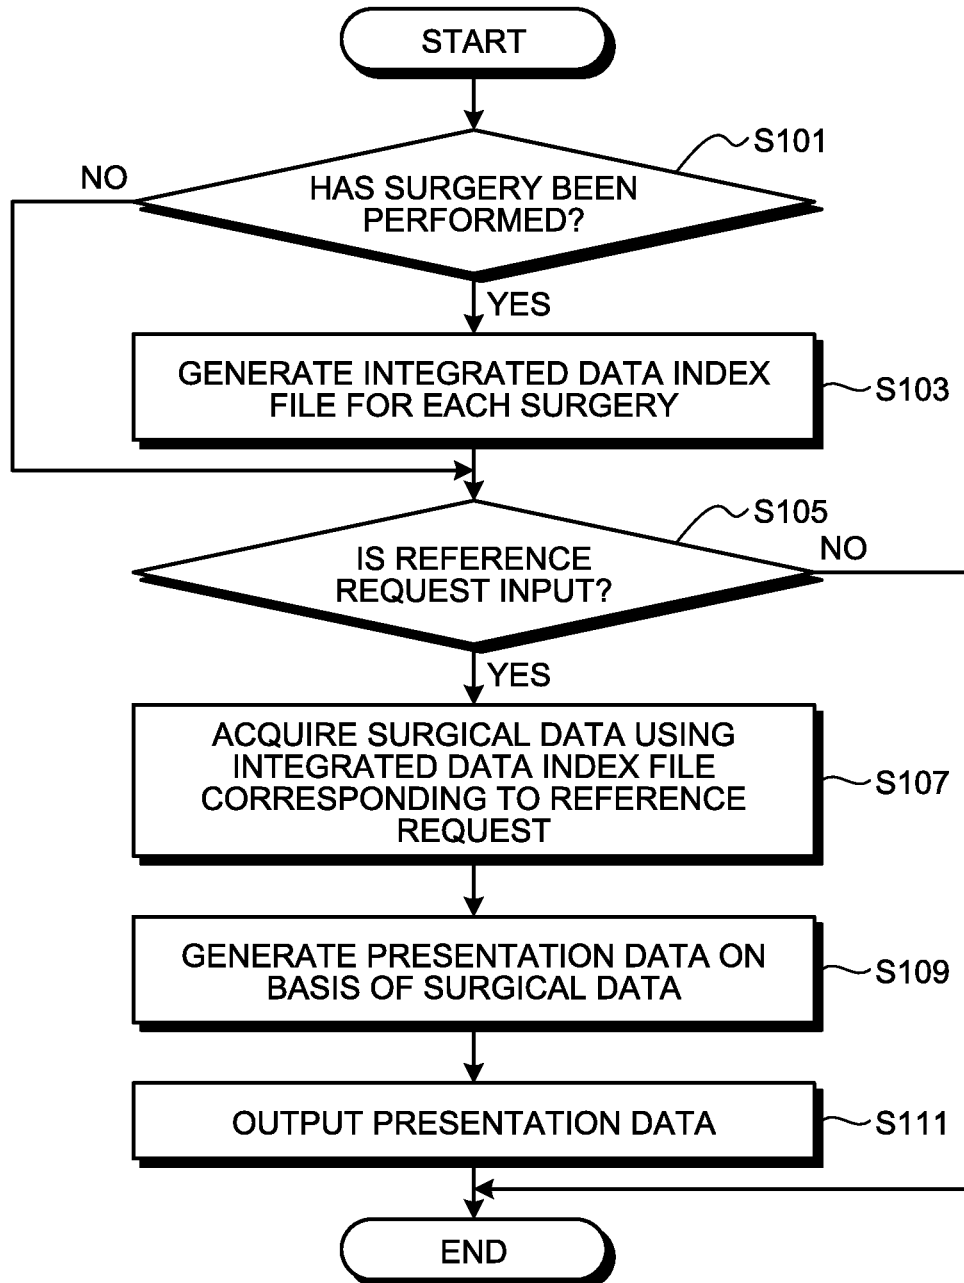 START
S101
NO
HAS SURGERY BEEN
PERFORMED?
YES
GENERATE INTEGRATED DATA INDEX
FILE FOR EACH SURGERY
S103
S105
NO
IS REFERENCE
REQUEST INPUT?
YES
ACQUIRE SURGICAL DATA USING
INTEGRATED DATA INDEX FILE
CORRESPONDING TO REFERENCE
REQUEST
S107
GENERATE PRESENTATION DATA ON
BASIS OF SURGICAL DATA
S109
OUTPUT PRESENTATION DATA
S111
END